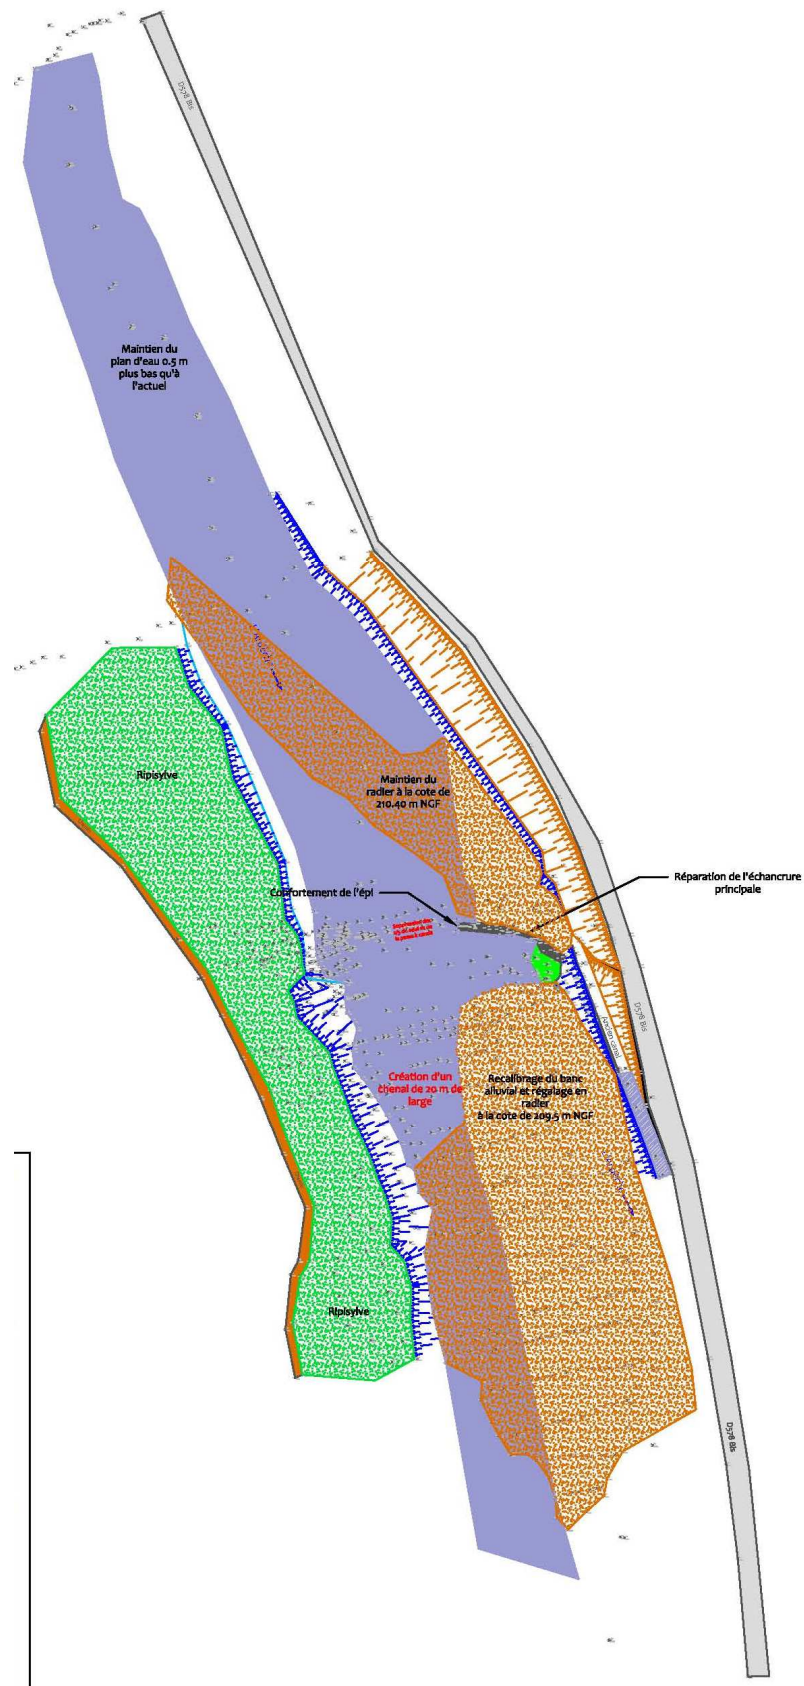 D578 Bis
Maintien du
plan d'eau 0.5 m
plus bas qu'à
l'actuel
Ripisylve
Maintien du
radier à la cote de
210.40 m NGF
Réparation de l'échancrure
principale
Confortement de l'épi
Ancien canal
D578 Bis
Création d'un
chenal de 20 m de
large
Recalibrage du banc
alluvial et régalage en
radier
à la cote de 209.5 m NGF
Ripisylve
D578 Bis